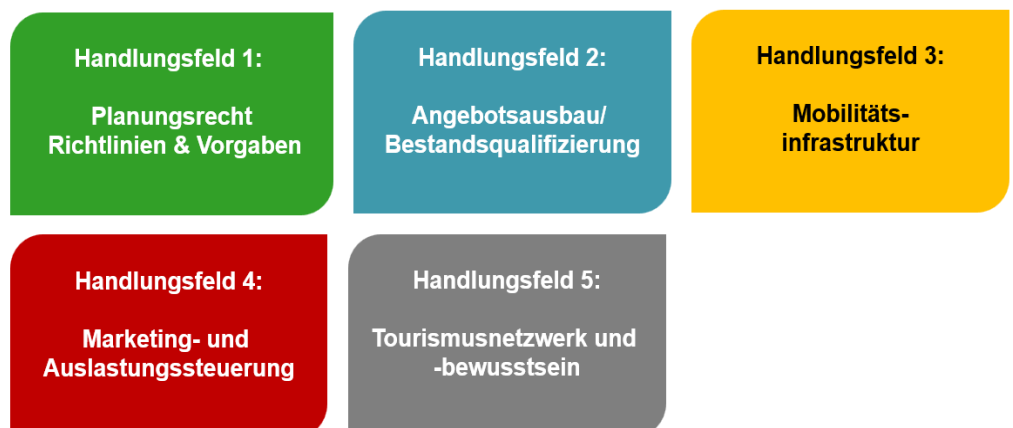 Handlungsfeld 1:
Planungsrecht
Richtlinien & Vorgaben
Handlungsfeld 2:
Angebotsausbau/
Bestandsqualifizierung
Handlungsfeld 3:
Mobilitäts-
infrastruktur
Handlungsfeld 4:
Marketing- und
Auslastungssteuerung
Handlungsfeld 5:
Tourismusnetzwerk und
-bewusstsein